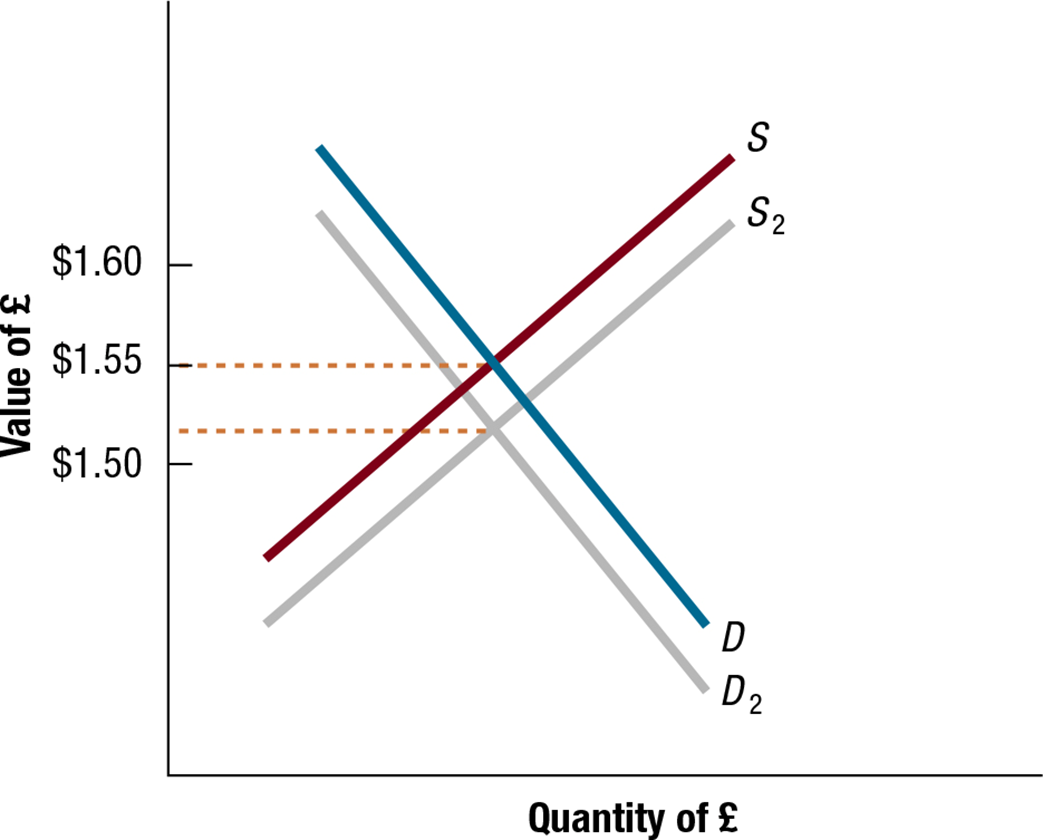 S
S2
$1.60
$1.55
$1.50
Value of £
D
D2
Quantity of £